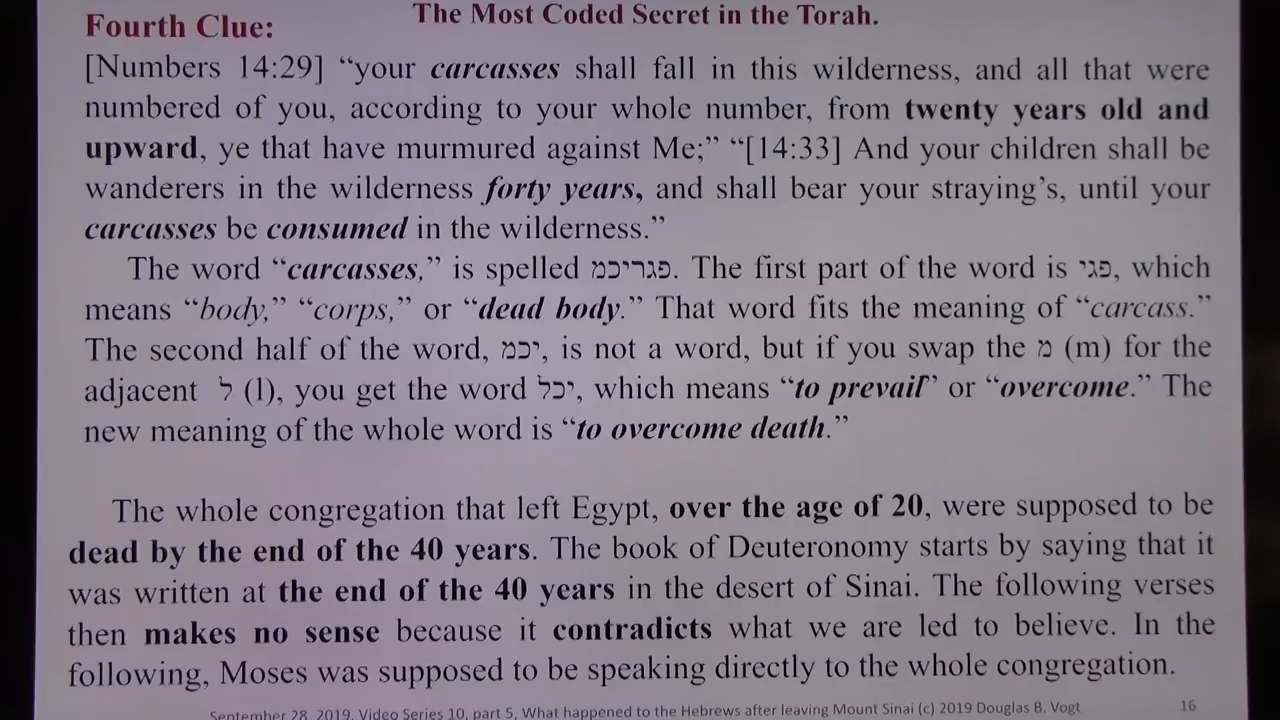 The Most Coded Secret in the Torah.
Fourth Clue:
[Numbers 14:29] “your carcasses shall fall in this wilderness, and all that were
numbered of you, according to your whole number, from twenty years old and
upward, ye that have murmured against Me;” “[14:33] And your children shall be
wanderers in the wilderness forty years, and shall bear your straying’s, until your
carcasses be consumed in the wilderness.”
The word “carcasses,” is spelled פגריכמ. The first part of the word is פגי, which
means “body,” “corps,” or “dead body.” That word fits the meaning of “carcass.”
The second half of the word, יכמ, is not a word, but if you swap the מ (m) for the
adjacent ל (l), you get the word יכל, which means “to prevail” or “overcome.” The
new meaning of the whole word is “to overcome death.”
The whole congregation that left Egypt, over the age of 20, were supposed to be
dead by the end of the 40 years. The book of Deuteronomy starts by saying that it
was written at the end of the 40 years in the desert of Sinai. The following verses
then makes no sense because it contradicts what we are led to believe. In the
following, Moses was supposed to be speaking directly to the whole congregation.
September 28, 2019, Video Series 10, part 5, What happened to the Hebrews after leaving Mount Sinai (c) 2019 Douglas B. Vogt
16